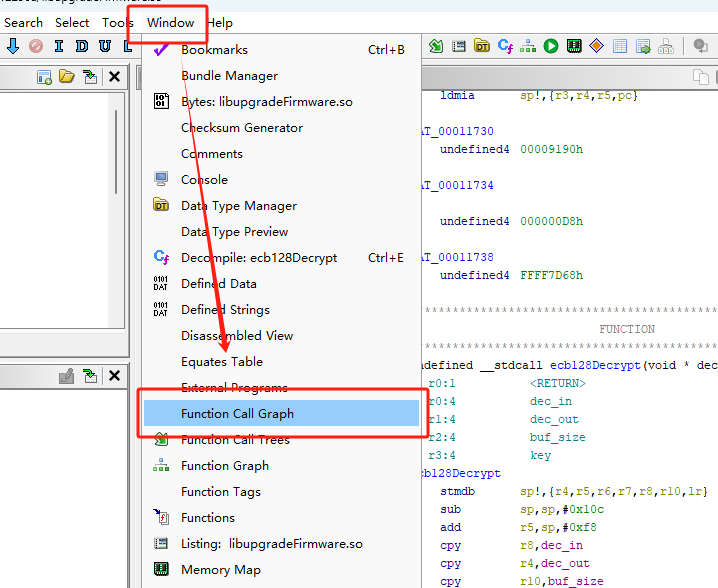 Search Select Tools Window Help
Bookmarks Ctrl+B
Bundle Manager
Bytes: libupgradeFirmware.so
Checksum Generator
Comments
Console
Data Type Manager
Data Type Preview
Decompile: ecb128Decrypt Ctrl+E
Defined Data
Defined Strings
Disassembled View
Equates Table
External Programs
Function Call Graph
Function Call Trees
Function Graph
Function Tags
Functions
Listing: libupgradeFirmware.so
Memory Map
ldmia sp!,{r3,r4,r5,pc}
AT_00011730
undefined4 00009190h
AT_00011734
undefined4 000000D8h
AT_00011738
undefined4 FFFF7D68h
FUNCTION
ndefined __stdcall ecb128Decrypt(void * dec
r0:1 <RETURN>
r0:4 dec_in
r1:4 dec_out
r2:4 buf_size
r3:4 key
cb128Decrypt
stmdb sp!,{r4,r5,r6,r7,r8,r10,lr}
sub sp,sp,#0x10c
add r5,sp,#0xf8
cpy r8,dec_in
cpy r4,dec_out
cpy r10,buf_size